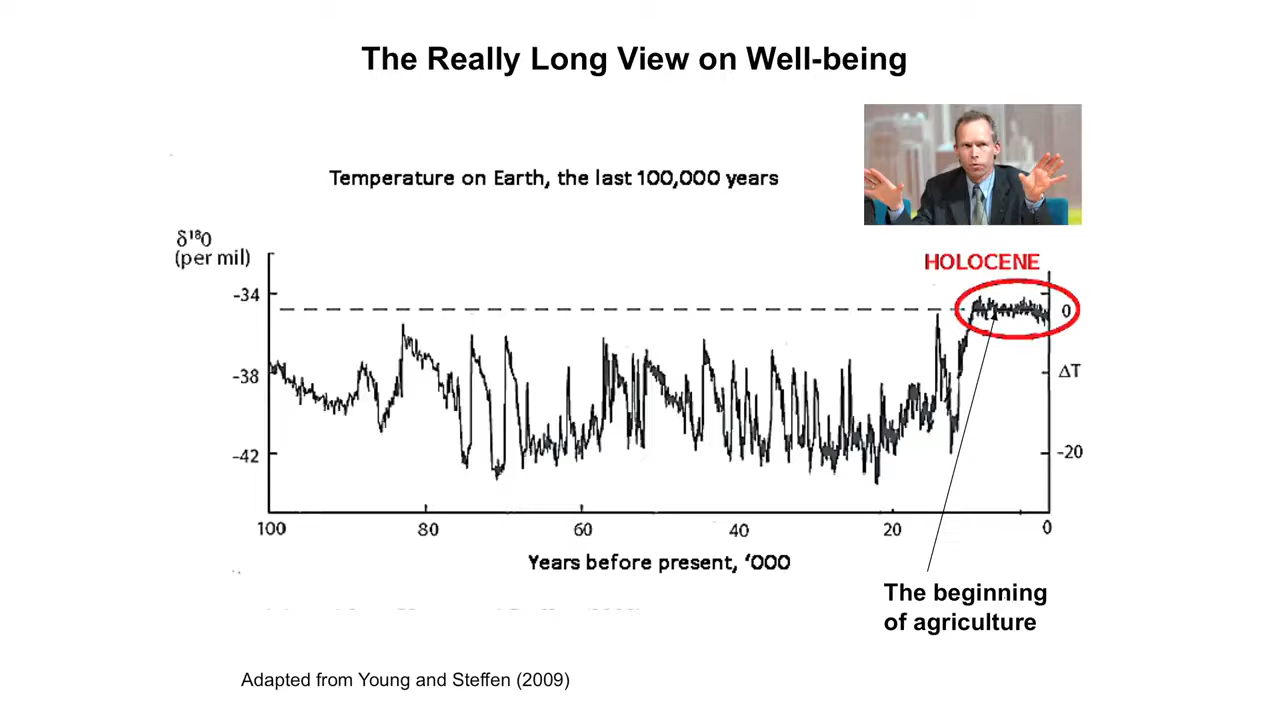 The Really Long View on Well-being
Temperature on Earth, the last 100,000 years
δ¹⁸O
(per mil)
HOLOCENE
-34
0
-38
ΔT
-42
-20
100
80
60
40
20
0
Years before present, ‘000
The beginning
of agriculture
Adapted from Young and Steffen (2009)